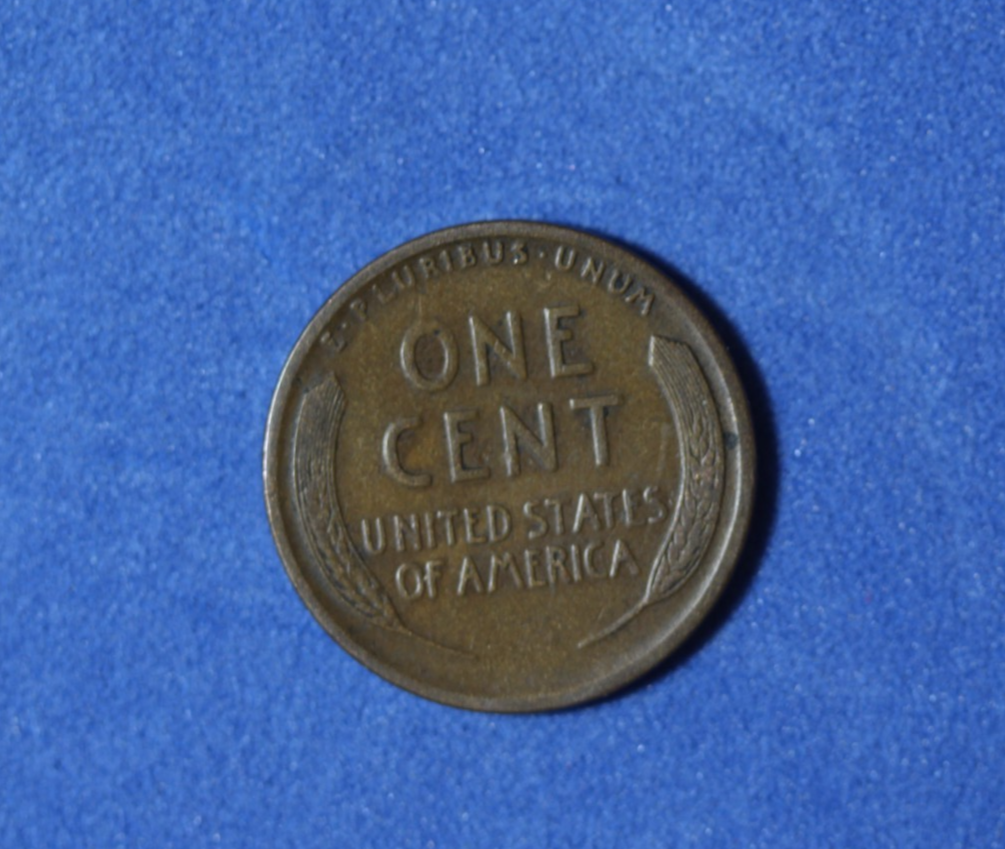 E·PLURIBUS·UNUM
ONE
CENT
UNITED STATES
OF AMERICA